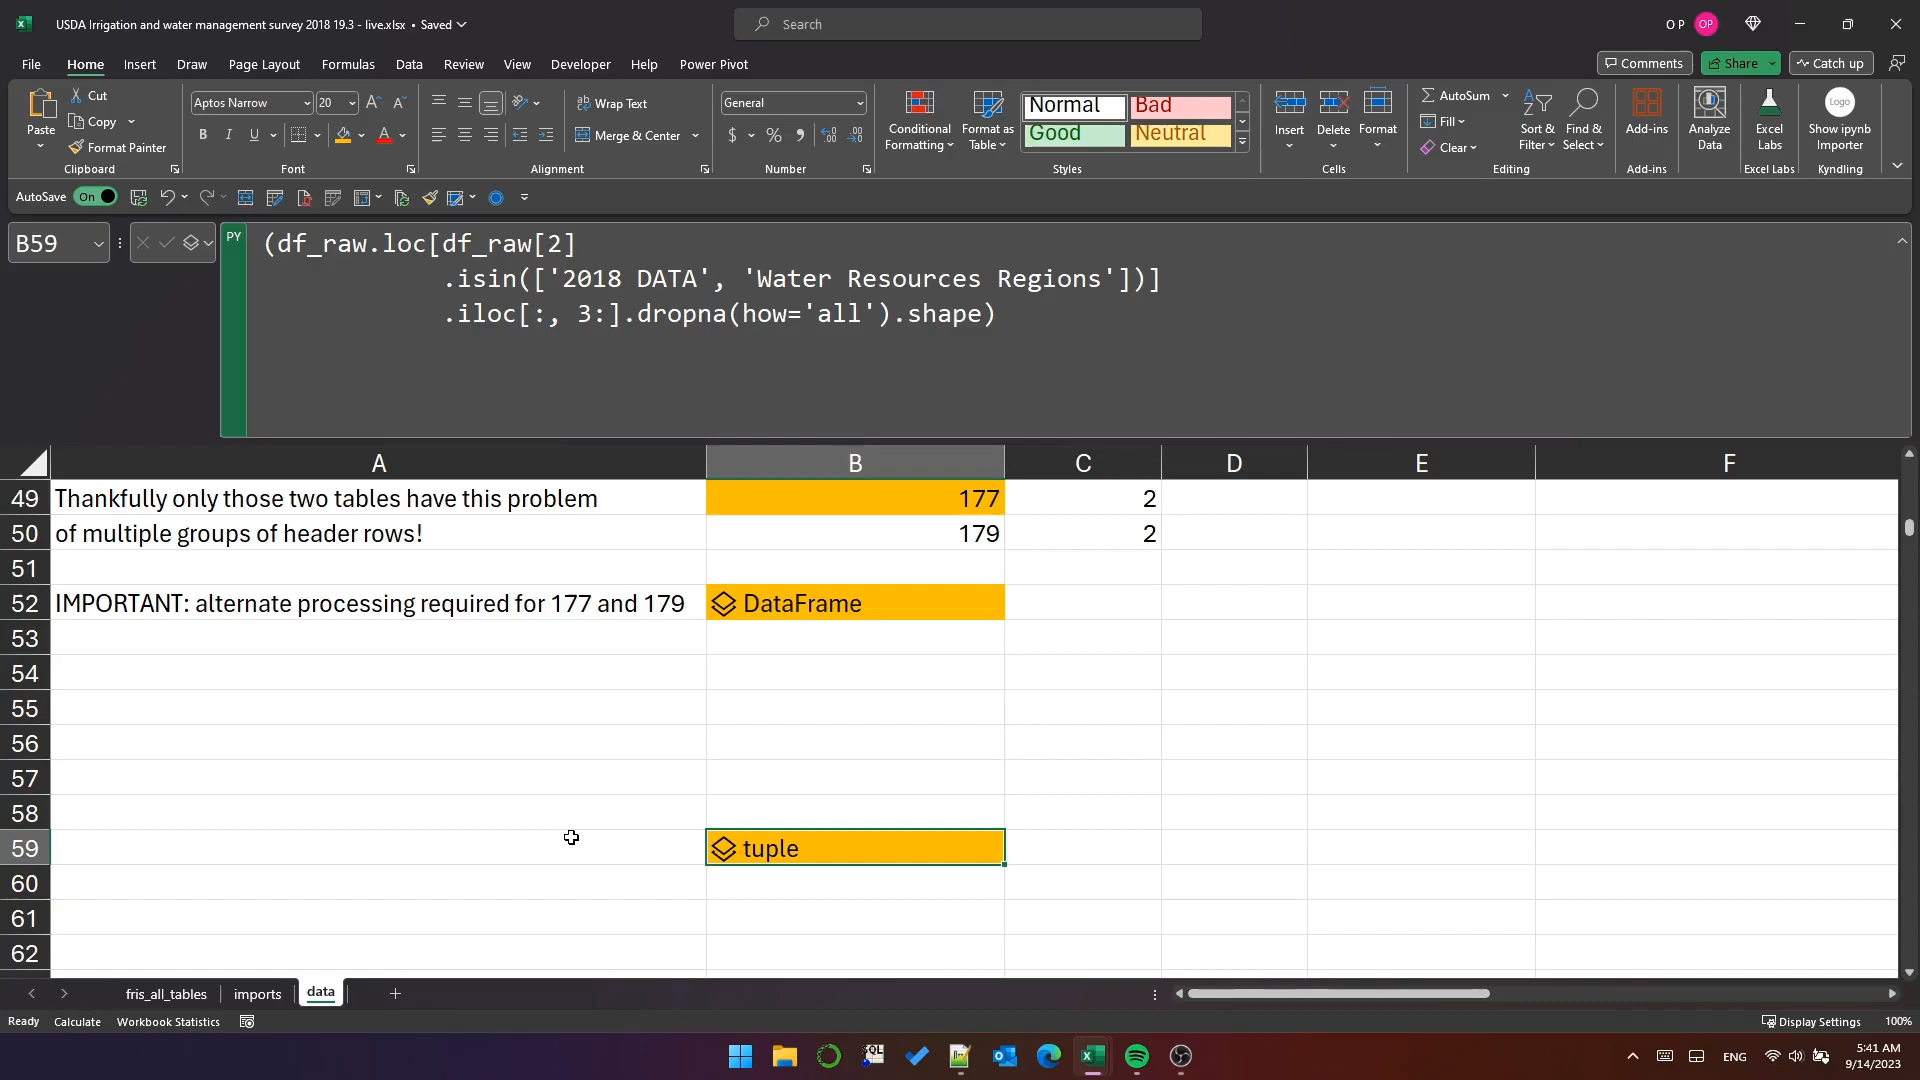 USDA Irrigation and water management survey 2018 19.3 - live.xlsx • Saved
Search
O P
OP
File Home Insert Draw Page Layout Formulas Data Review View Developer Help Power Pivot
Comments Share Catch up
Paste
Cut
Copy
Format Painter
Clipboard
Aptos Narrow 20
B I U
Font
Wrap Text
Merge & Center
Alignment
General
$ % ,
Number
Conditional Formatting
Format as Table
Normal Bad
Good Neutral
Styles
Insert Delete Format
Cells
AutoSum
Fill
Clear
Sort & Filter
Find & Select
Editing
Add-ins
Add-ins
Analyze Data
Excel Labs
Excel Labs
Logo
Show ipynb Importer
Kyndling
AutoSave On
B59
PY
(df_raw.loc[df_raw[2]
.isin(['2018 DATA', 'Water Resources Regions'])]
.iloc[:, 3:].dropna(how='all').shape)
A B C D E F
49 Thankfully only those two tables have this problem 177 2
50 of multiple groups of header rows! 179 2
51
52 IMPORTANT: alternate processing required for 177 and 179 DataFrame
53
54
55
56
57
58
59 tuple
60
61
62
fris_all_tables imports data
Ready Calculate Workbook Statistics
Display Settings 100%
SQL
ENG
5:41 AM
9/14/2023